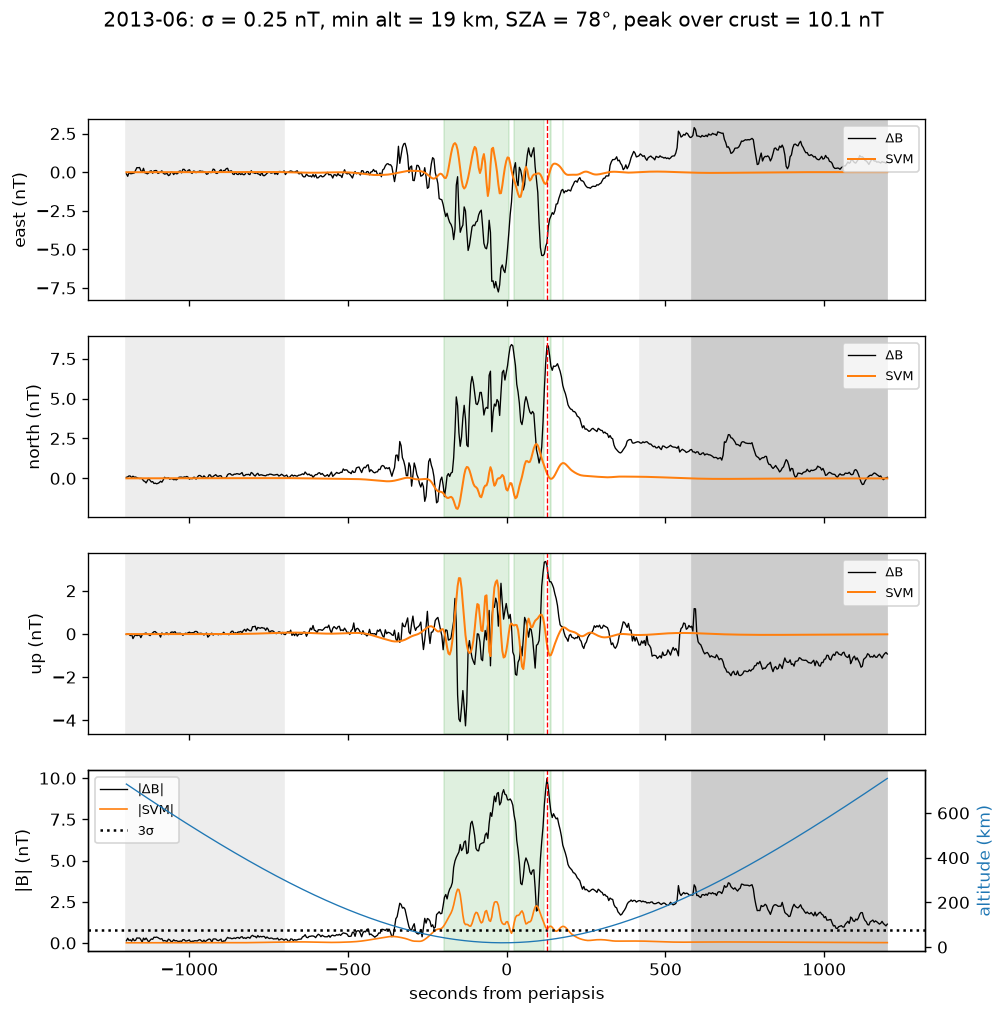 2013-06: σ = 0.25 nT, min alt = 19 km, SZA = 78°, peak over crust = 10.1 nT
2.5
0.0
−2.5
−5.0
−7.5
east (nT)
ΔB
SVM
7.5
5.0
2.5
0.0
north (nT)
ΔB
SVM
2
0
−2
−4
up (nT)
ΔB
SVM
10.0
7.5
5.0
2.5
0.0
|B| (nT)
|ΔB|
|SVM|
3σ
600
400
200
0
altitude (km)
−1000
−500
0
500
1000
seconds from periapsis